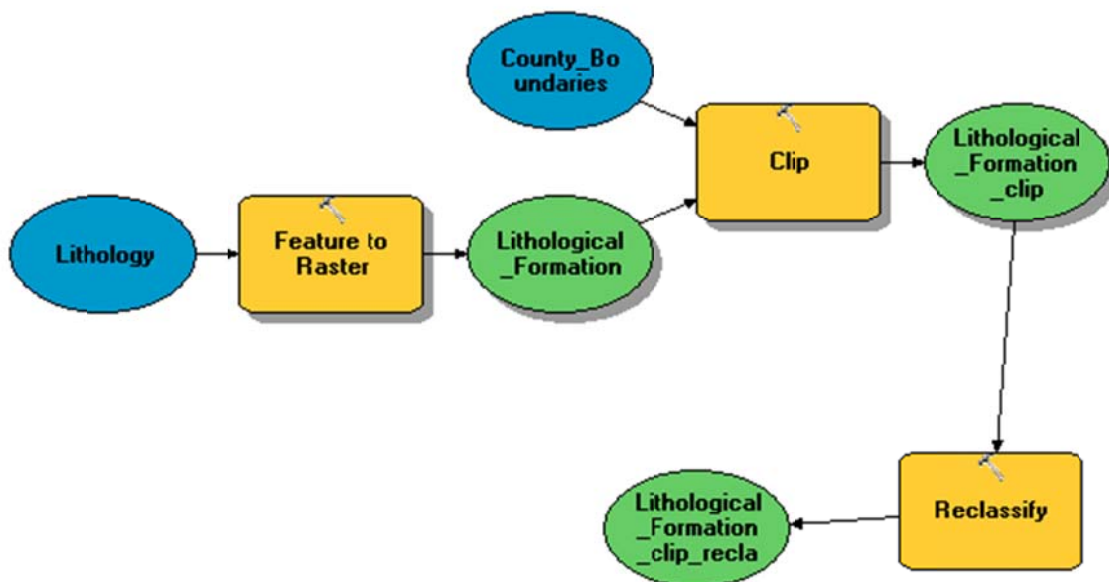 County_Bo
undaries
Clip
Lithological
_Formation
_clip
Lithology
Feature to
Raster
Lithological
_Formation
Lithological
_Formation
_clip_recla
Reclassify